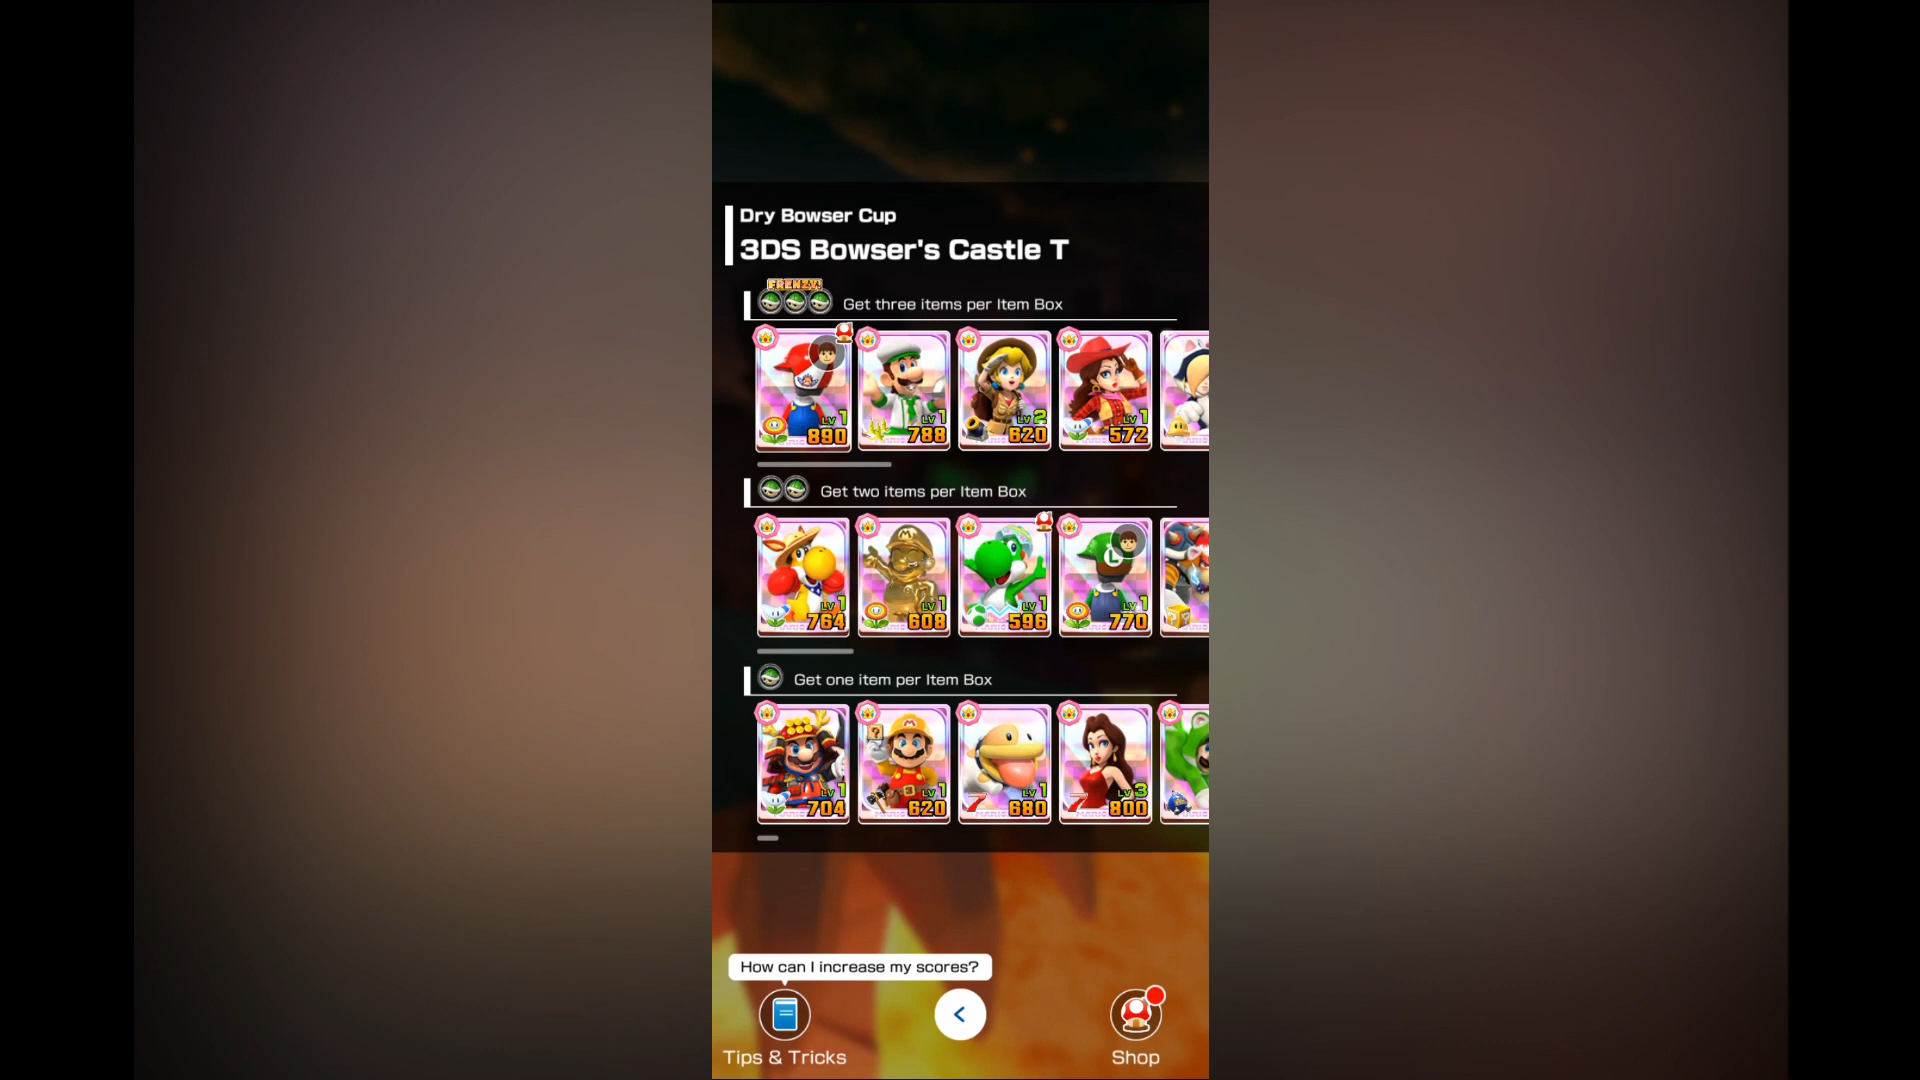 Dry Bowser Cup
3DS Bowser's Castle T
FRENZY!
Get three items per Item Box
LV 1 890
LV 1 788
LV 2 620
LV 1 572
Get two items per Item Box
LV 1 764
LV 1 608
LV 1 596
LV 1 770
Get one item per Item Box
LV 1 704
LV 1 620
LV 1 680
LV 3 800
How can I increase my scores?
Tips & Tricks
Shop